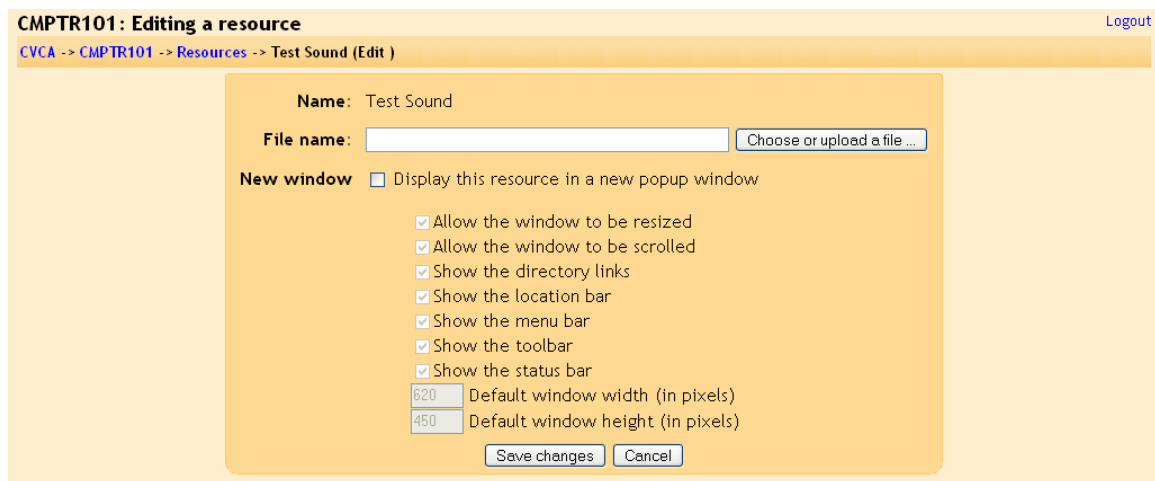 CMPTR101: Editing a resource
Logout
CVCA -> CMPTR101 -> Resources -> Test Sound (Edit )
Name: Test Sound
File name: Choose or upload a file ...
New window Display this resource in a new popup window
Allow the window to be resized
Allow the window to be scrolled
Show the directory links
Show the location bar
Show the menu bar
Show the toolbar
Show the status bar
620 Default window width (in pixels)
450 Default window height (in pixels)
Save changes Cancel